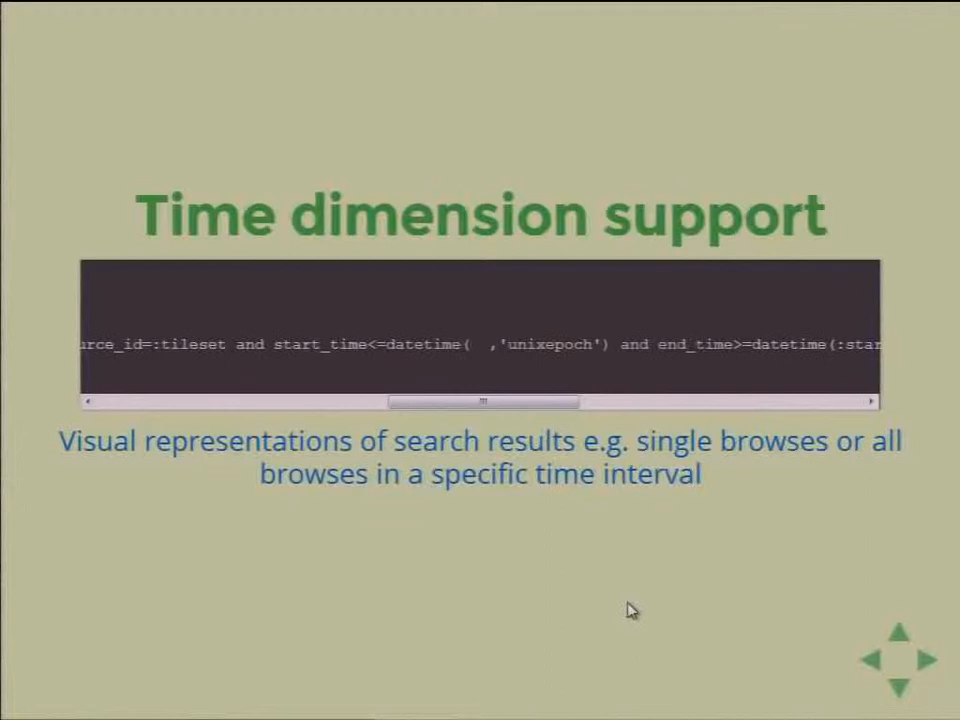 Time dimension support
urce_id=:tileset and start_time<=datetime(  ,'unixepoch') and end_time>=datetime(:star
Visual representations of search results e.g. single browses or all
browses in a specific time interval